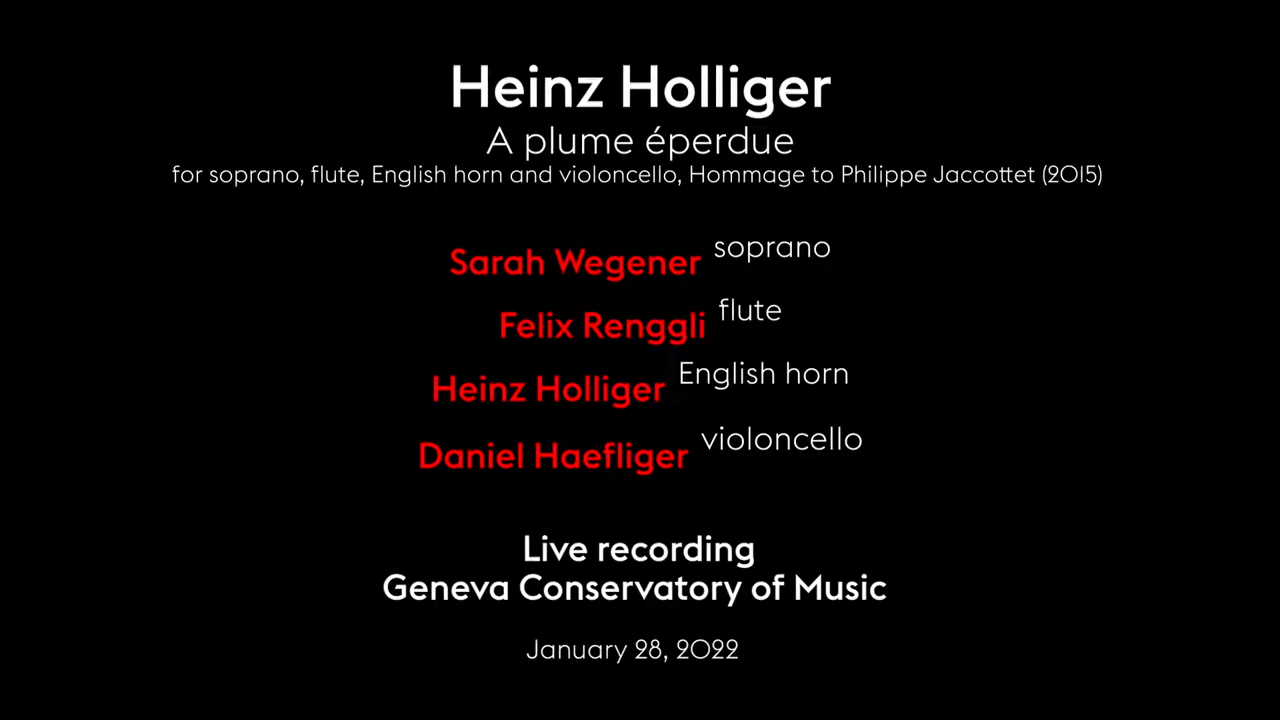 Heinz Holliger
A plume éperdue
for soprano, flute, English horn and violoncello, Hommage to Philippe Jaccottet (2015)
Sarah Wegener soprano
Felix Renggli flute
Heinz Holliger English horn
Daniel Haefliger violoncello
Live recording
Geneva Conservatory of Music
January 28, 2022